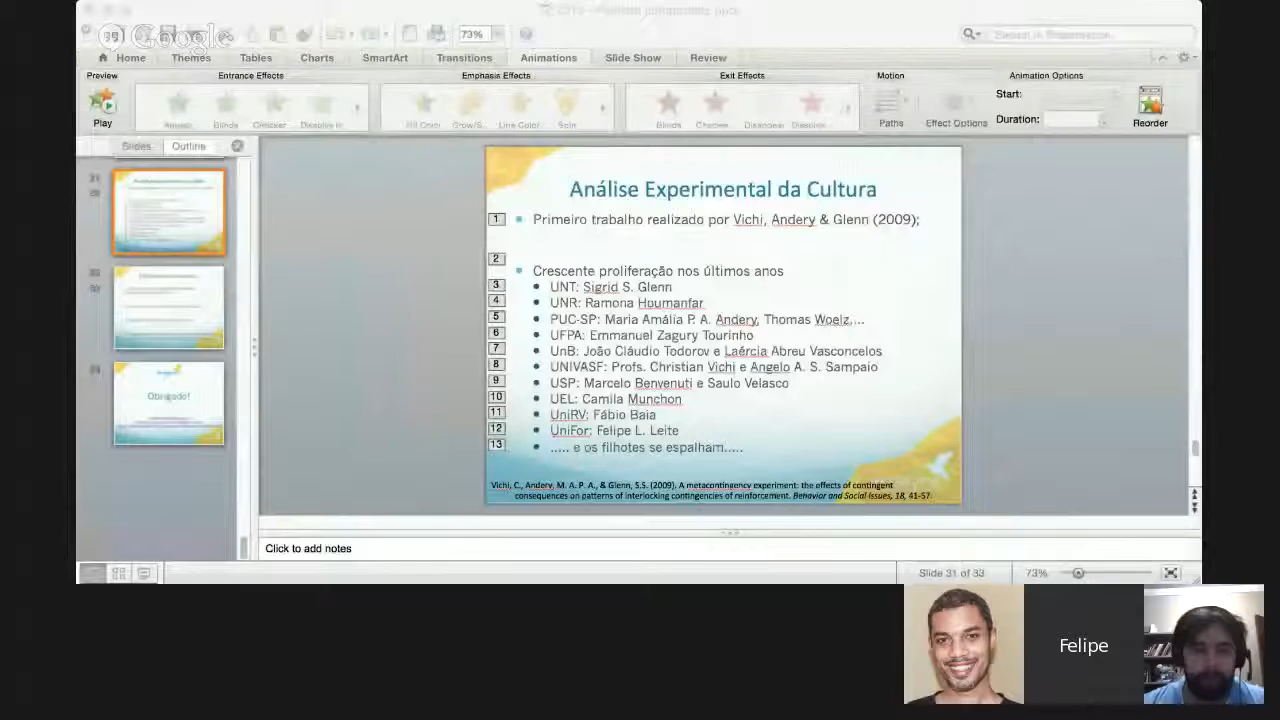 Google
73%
Home Themes Tables Charts SmartArt Transitions Animations Slide Show Review
Preview Entrance Effects Emphasis Effects Exit Effects Motion Animation Options
Play
Blinds
Spin
Blinds
Paths Effect Options
Start:
Duration:
Reorder
Slides Outline
Obrigado!
Análise Experimental da Cultura
1 Primeiro trabalho realizado por Vichi, Andery & Glenn (2009);
2
Crescente proliferação nos últimos anos
3 UNT: Sigrid S. Glenn
4 UNR: Ramona Houmanfar
5 PUC-SP: Maria Amália P. A. Andery, Thomas Woelz,...
6 UFPA: Emmanuel Zagury Tourinho
7 UnB: João Cláudio Todorov e Laércia Abreu Vasconcelos
8 UNIVASF: Profs. Christian Vichi e Angelo A. S. Sampaio
9 USP: Marcelo Benvenuti e Saulo Velasco
10 UEL: Camila Munchon
11 UniRV: Fábio Baia
12 UniFor: Felipe L. Leite
13 ..... e os filhotes se espalham.....
Vichi, C., Andery, M. A. P. A., & Glenn, S.S. (2009). A metacontingency experiment: the effects of contingent
consequences on patterns of interlocking contingencies of reinforcement. Behavior and Social Issues, 18, 41-57.
Click to add notes
Slide 31 of 33 73%
Felipe